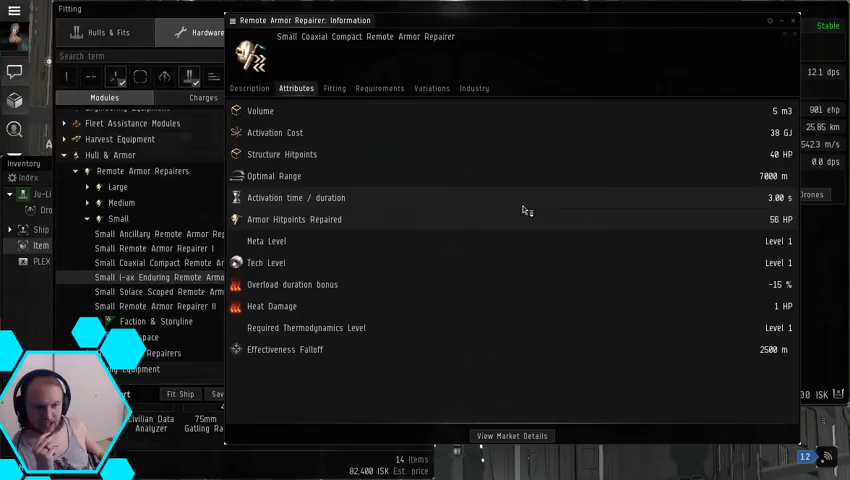 Fitting
Hulls & Fits
Hardware
Search term
Modules
Charges
Fleet Assistance Modules
Harvest Equipment
Hull & Armor
Remote Armor Repairers
Large
Medium
Small
Small Ancillary Remote Armor Rep
Small Remote Armor Repairer I
Small Coaxial Compact Remote Arm
Small I-ax Enduring Remote Armo
Small Solace Scoped Remote Armo
Small Remote Armor Repairer II
Faction & Storyline
Inventory
Index
Ju-Li
Dro
Ship
Item
PLEX
Fit Ship
Civilian Data
Analyzer
75mm
Gatling Ra
Remote Armor Repairer: Information
Small Coaxial Compact Remote Armor Repairer
Description
Attributes
Fitting
Requirements
Variations
Industry
Volume 5 m3
Activation Cost 38 GJ
Structure Hitpoints 40 HP
Optimal Range 7000 m
Activation time / duration 3.00 s
Armor Hitpoints Repaired 56 HP
Meta Level Level 1
Tech Level Level 1
Overload duration bonus -15 %
Heat Damage 1 HP
Required Thermodynamics Level Level 1
Effectiveness Falloff 2500 m
View Market Details
14 Items
82.400 ISK Est. price
Stable
12.1 dps
901 ehp
25.85 km
542.3 m/s
0.0 dps
Drones
ISK
12